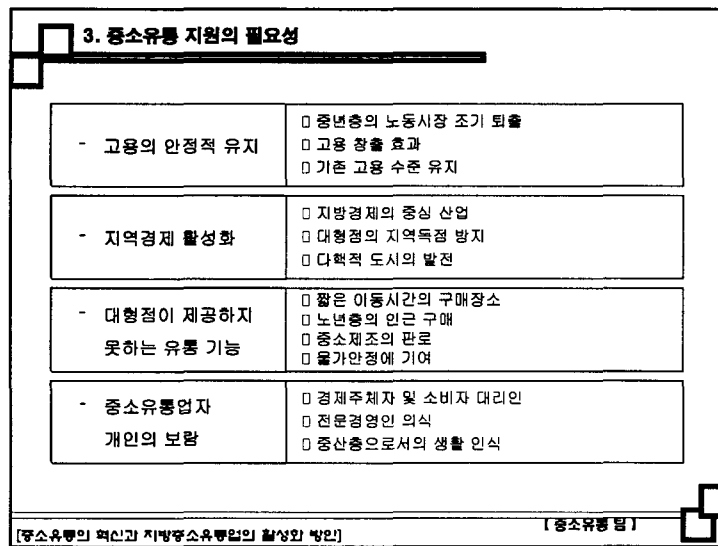 3. 중소유통 지원의 필요성
- 고용의 안정적 유지
▯ 중년층의 노동시장 조기 퇴출
▯ 고용 창출 효과
▯ 기존 고용 수준 유지
- 지역경제 활성화
▯ 지방경제의 중심 산업
▯ 대형점의 지역독점 방지
▯ 다핵적 도시의 발전
- 대형점이 제공하지
못하는 유통 기능
▯ 짧은 이동시간의 구매장소
▯ 노년층의 인근 구매
▯ 중소제조의 판로
▯ 물가안정에 기여
- 중소유통업자
개인의 보람
▯ 경제주체자 및 소비자 대리인
▯ 전문경영인 의식
▯ 중산층으로서의 생활 인식
[중소유통의 혁신과 지방중소유통업의 활성화 방안]
[ 중소유통 팀 ]